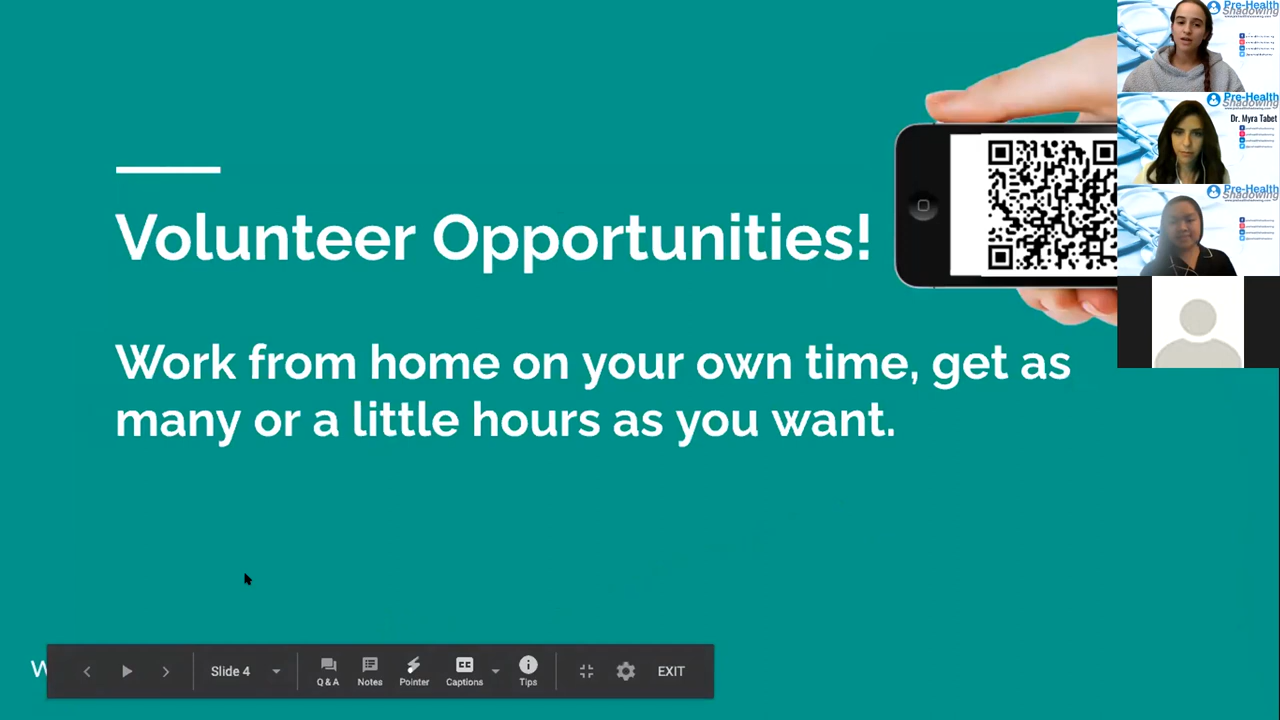 Volunteer Opportunities!
Work from home on your own time, get as
many or a little hours as you want.
W
Slide 4
Q & A
Notes
Pointer
Captions
Tips
EXIT
Pre-Health
Shadowing
Pre-Health
Shadowing
Dr. Myra Tabet
Pre-Health
Shadowing